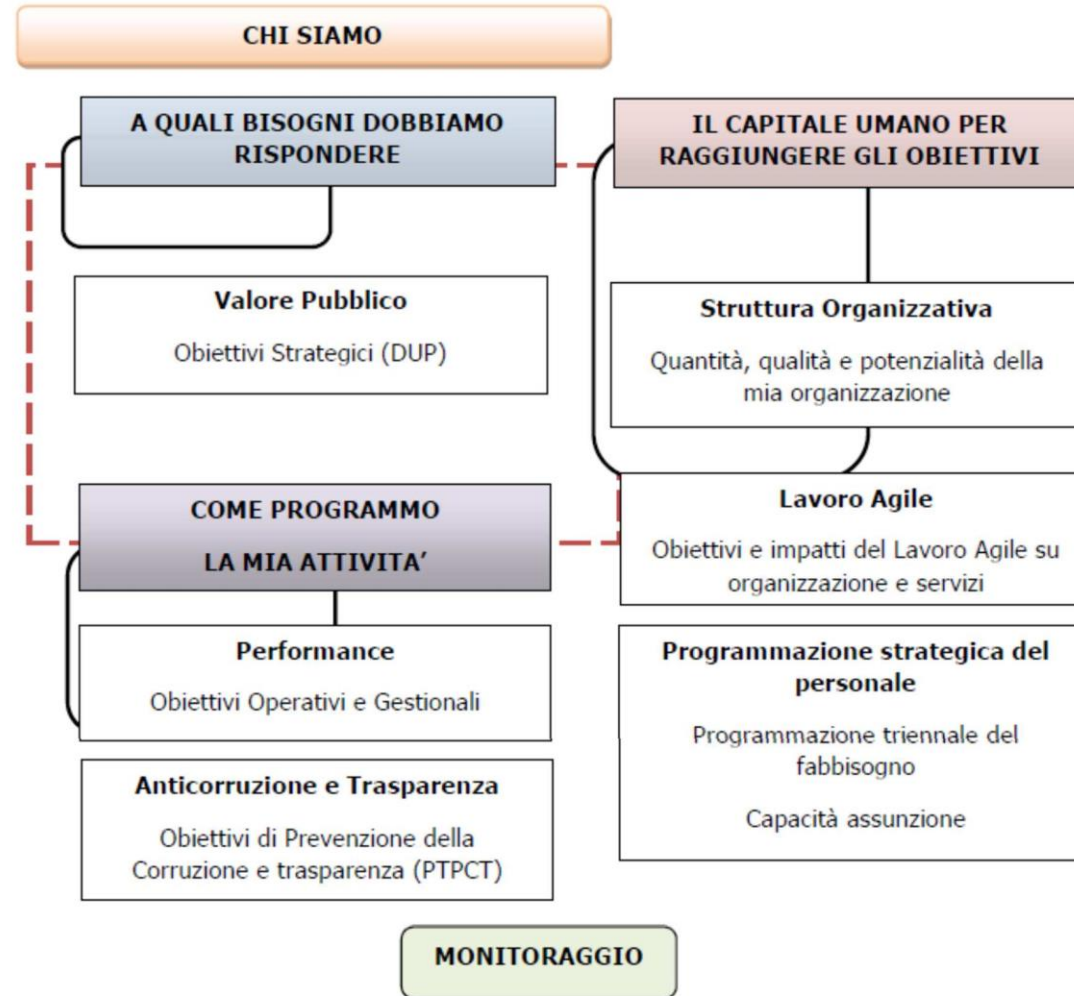 CHI SIAMO
A QUALI BISOGNI DOBBIAMO
RISPONDERE
Valore Pubblico
Obiettivi Strategici (DUP)
COME PROGRAMMO
LA MIA ATTIVITA’
Performance
Obiettivi Operativi e Gestionali
Anticorruzione e Trasparenza
Obiettivi di Prevenzione della
Corruzione e trasparenza (PTPCT)
IL CAPITALE UMANO PER
RAGGIUNGERE GLI OBIETTIVI
Struttura Organizzativa
Quantità, qualità e potenzialità della
mia organizzazione
Lavoro Agile
Obiettivi e impatti del Lavoro Agile su
organizzazione e servizi
Programmazione strategica del
personale
Programmazione triennale del
fabbisogno
Capacità assunzione
MONITORAGGIO